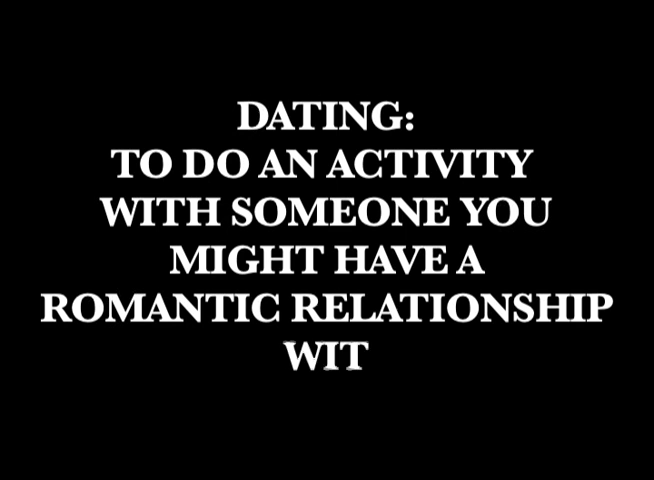 DATING:
TO DO AN ACTIVITY
WITH SOMEONE YOU
MIGHT HAVE A
ROMANTIC RELATIONSHIP
WIT